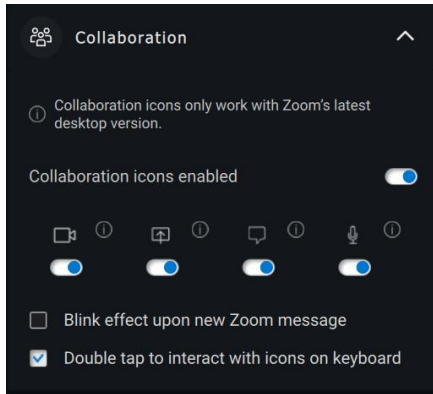 Collaboration
Collaboration icons only work with Zoom's latest
desktop version.
Collaboration icons enabled
Blink effect upon new Zoom message
Double tap to interact with icons on keyboard